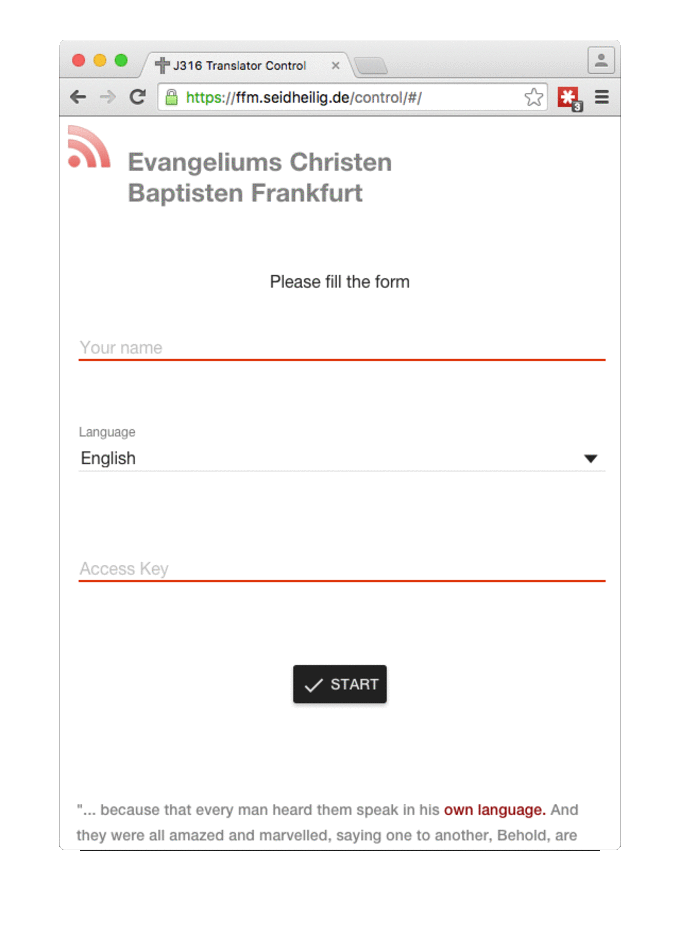 J316 Translator Control
https://ffm.seidheilig.de/control/#/
3
Evangeliums Christen
Baptisten Frankfurt
Please fill the form
Your name
Language
English
Access Key
START
"... because that every man heard them speak in his own language. And
they were all amazed and marvelled, saying one to another, Behold, are